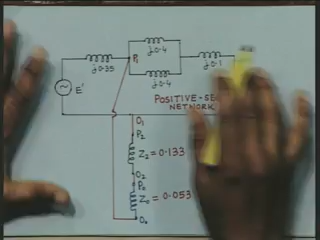 j0.4
j0.35
P₁
j0.1
j0.4
E'
POSITIVE-SE
NETWORK
O₁
P₂
Z₂ = 0.133
O₂
P₀
Z₀ = 0.053
O₀